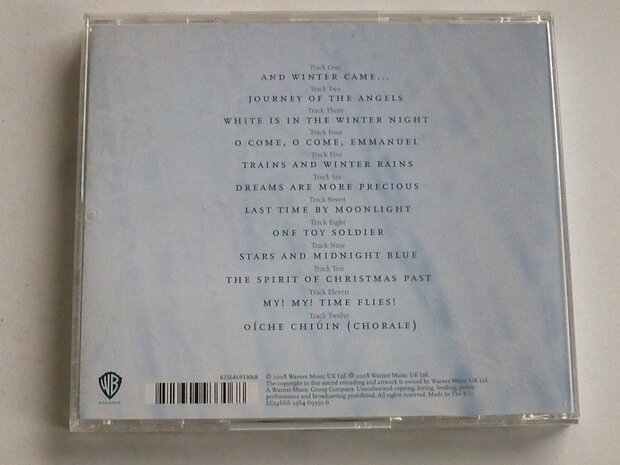 Track One
AND WINTER CAME...
Track Two
JOURNEY OF THE ANGELS
Track Three
WHITE IS IN THE WINTER NIGHT
Track Four
O COME, O COME, EMMANUEL
Track Five
TRAINS AND WINTER RAINS
Track Six
DREAMS ARE MORE PRECIOUS
Track Seven
LAST TIME BY MOONLIGHT
Track Eight
ONE TOY SOLDIER
Track Nine
STARS AND MIDNIGHT BLUE
Track Ten
THE SPIRIT OF CHRISTMAS PAST
Track Eleven
MY! MY! TIME FLIES!
Track Twelve
OÍCHE CHIÚIN (CHORALE)
WB
RECORDS
825646933068
℗ 2008 Warner Music UK Ltd. © 2008 Warner Music UK Ltd.
The copyright in this sound recording and artwork is owned by Warner Music UK Ltd.
A Warner Music Group Company. Unauthorised copying, hiring, lending, public
performance and broadcasting prohibited. All rights reserved. Made In The E.U.
LC14666 2564 69330 6